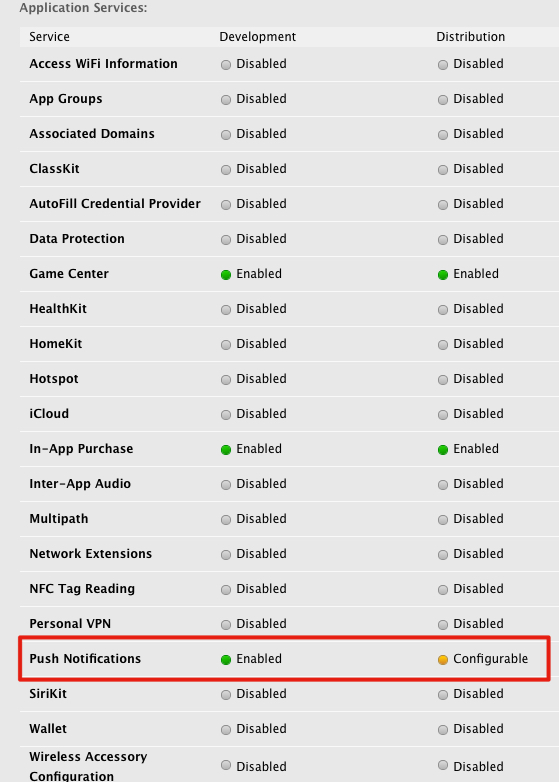 Application Services:
Service Development Distribution
Access WiFi Information Disabled Disabled
App Groups Disabled Disabled
Associated Domains Disabled Disabled
ClassKit Disabled Disabled
AutoFill Credential Provider Disabled Disabled
Data Protection Disabled Disabled
Game Center Enabled Enabled
HealthKit Disabled Disabled
HomeKit Disabled Disabled
Hotspot Disabled Disabled
iCloud Disabled Disabled
In-App Purchase Enabled Enabled
Inter-App Audio Disabled Disabled
Multipath Disabled Disabled
Network Extensions Disabled Disabled
NFC Tag Reading Disabled Disabled
Personal VPN Disabled Disabled
Push Notifications Enabled Configurable
SiriKit Disabled Disabled
Wallet Disabled Disabled
Wireless Accessory
Configuration Disabled Disabled